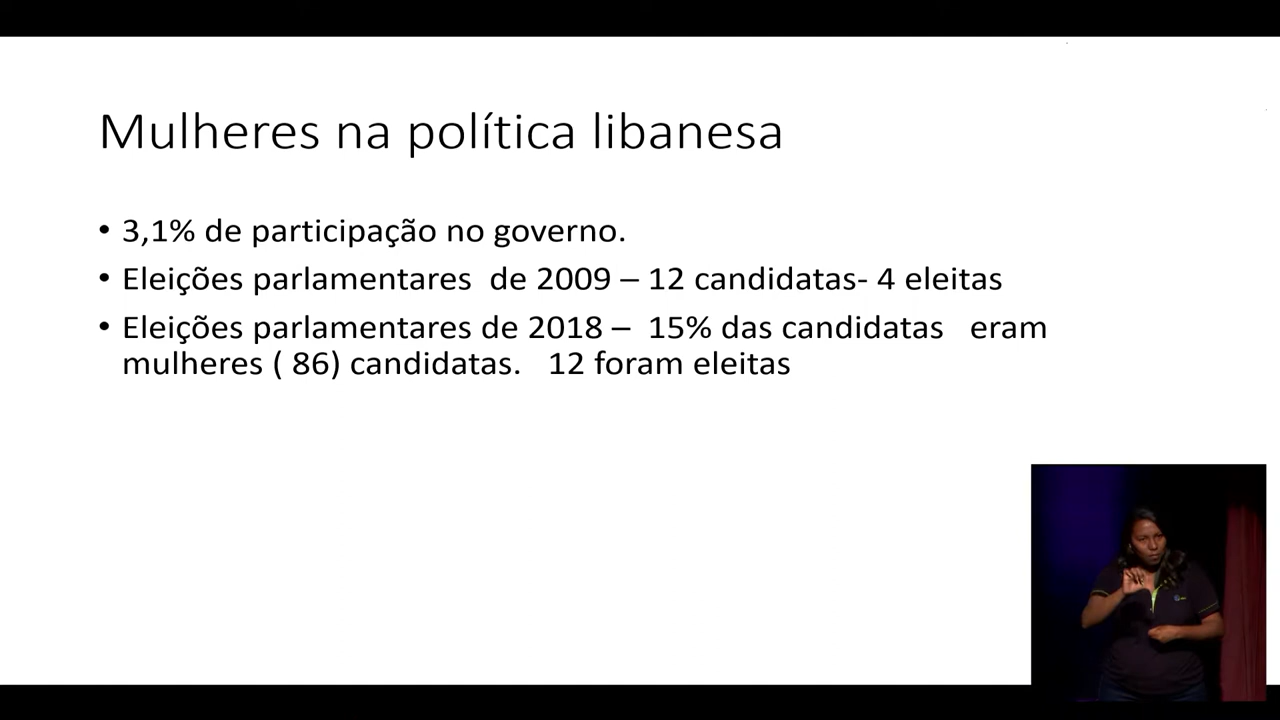 Mulheres na política libanesa
• 3,1% de participação no governo.
• Eleições parlamentares de 2009 – 12 candidatas- 4 eleitas
• Eleições parlamentares de 2018 – 15% das candidatas eram
mulheres ( 86) candidatas. 12 foram eleitas